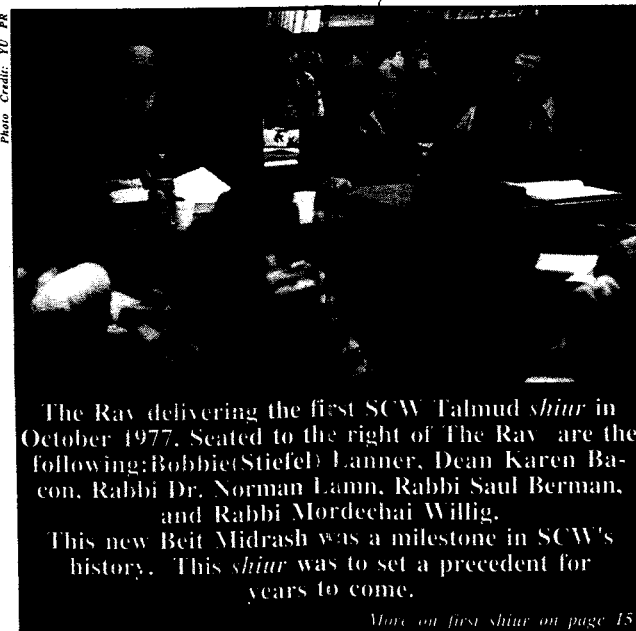 Photo Credit: YU PR
The Rav delivering the first SCW Talmud shiur in
October 1977. Seated to the right of The Rav are the
following:Bobbie(Stiefel) Lanner, Dean Karen Ba-
con, Rabbi Dr. Norman Lamn, Rabbi Saul Berman,
and Rabbi Mordechai Willig.
This new Beit Midrash was a milestone in SCW's
history. This shiur was to set a precedent for
years to come.
More on first shiur on page 15